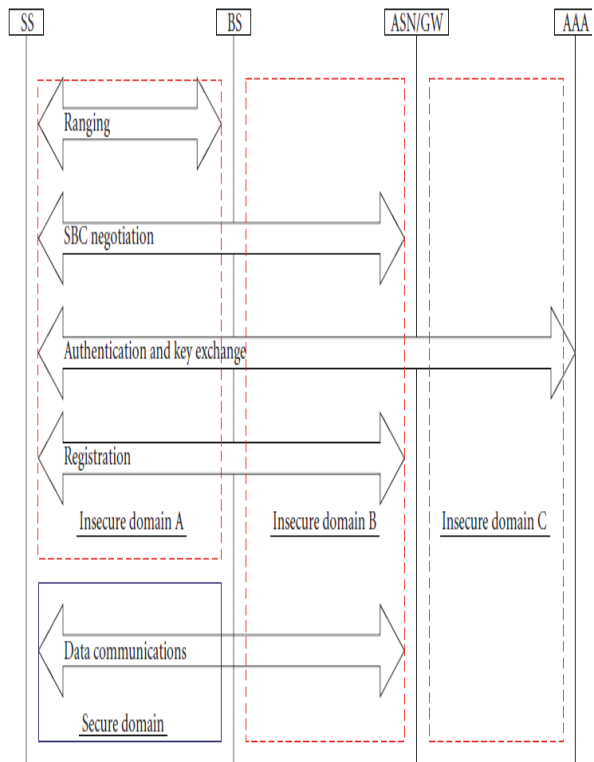 SS BS ASN/GW AAA
Ranging
SBC negotiation
Authentication and key exchange
Registration
Insecure domain A Insecure domain B Insecure domain C
Data communications
Secure domain